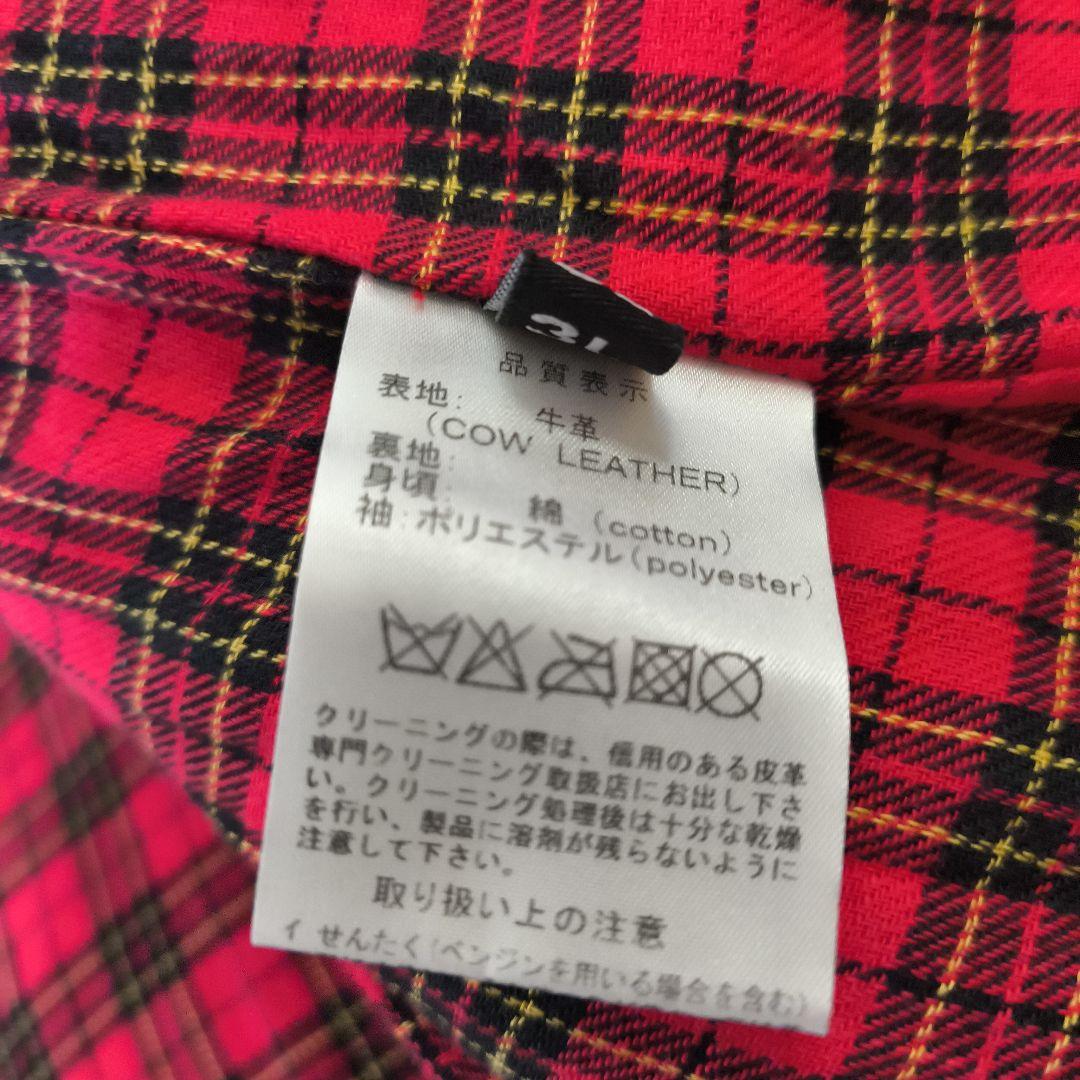 3L
品質表示
表地: 牛革
(COW LEATHER)
裏地:
身頃: 綿 (cotton)
袖:ポリエステル(polyester)
クリーニングの際は、信用のある皮革
専門クリーニング取扱店にお出し下さ
い。クリーニング処理後は十分な乾燥
を行い、製品に溶剤が残らないように
注意して下さい。
取り扱い上の注意
イ せんたく(ベンジンを用いる場合を含む)